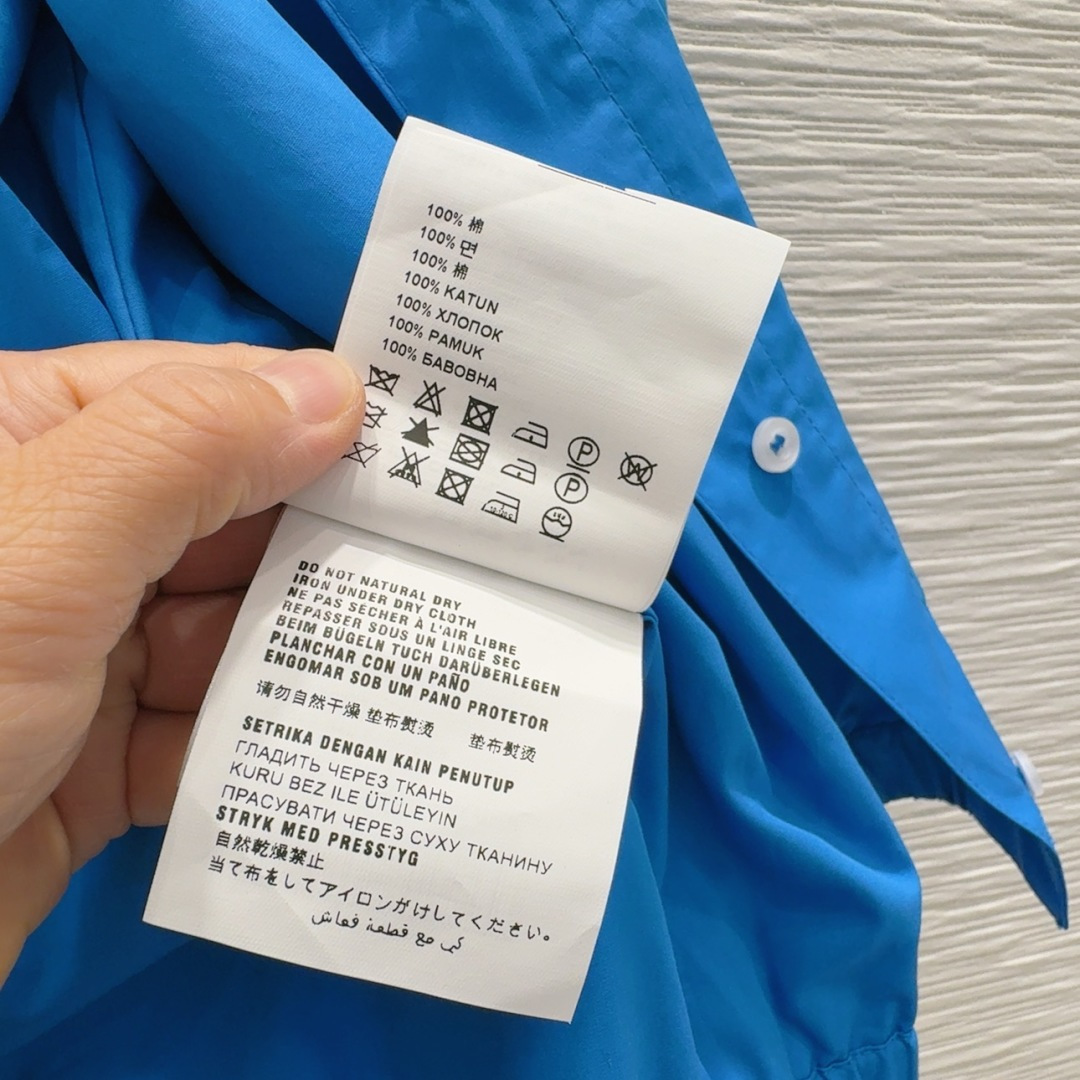 100% 棉
100% 면
100% 棉
100% KATUN
100% ХЛОПОК
100% PAMUK
100% БАВОВНА
P
W
P
DO NOT NATURAL DRY
IRON UNDER DRY CLOTH
NE PAS SÉCHER À L'AIR LIBRE
REPASSER SOUS UN LINGE SEC
BEIM BÜGELN TUCH DARÜBERLEGEN
PLANCHAR CON UN PAÑO
ENGOMAR SOB UM PANO PROTETOR
请勿自然干燥 垫布熨烫 垫布熨烫
SETRIKA DENGAN KAIN PENUTUP
ГЛАДИТЬ ЧЕРЕЗ ТКАНЬ
KURU BEZ ILE ÜTÜLEYIN
ПРАСУВАТИ ЧЕРЕЗ СУХУ ТКАНИНУ
STRYK MED PRESSTYG
自然乾燥禁止
当て布をしてアイロンがけしてください。
كي مع قطعة قماش